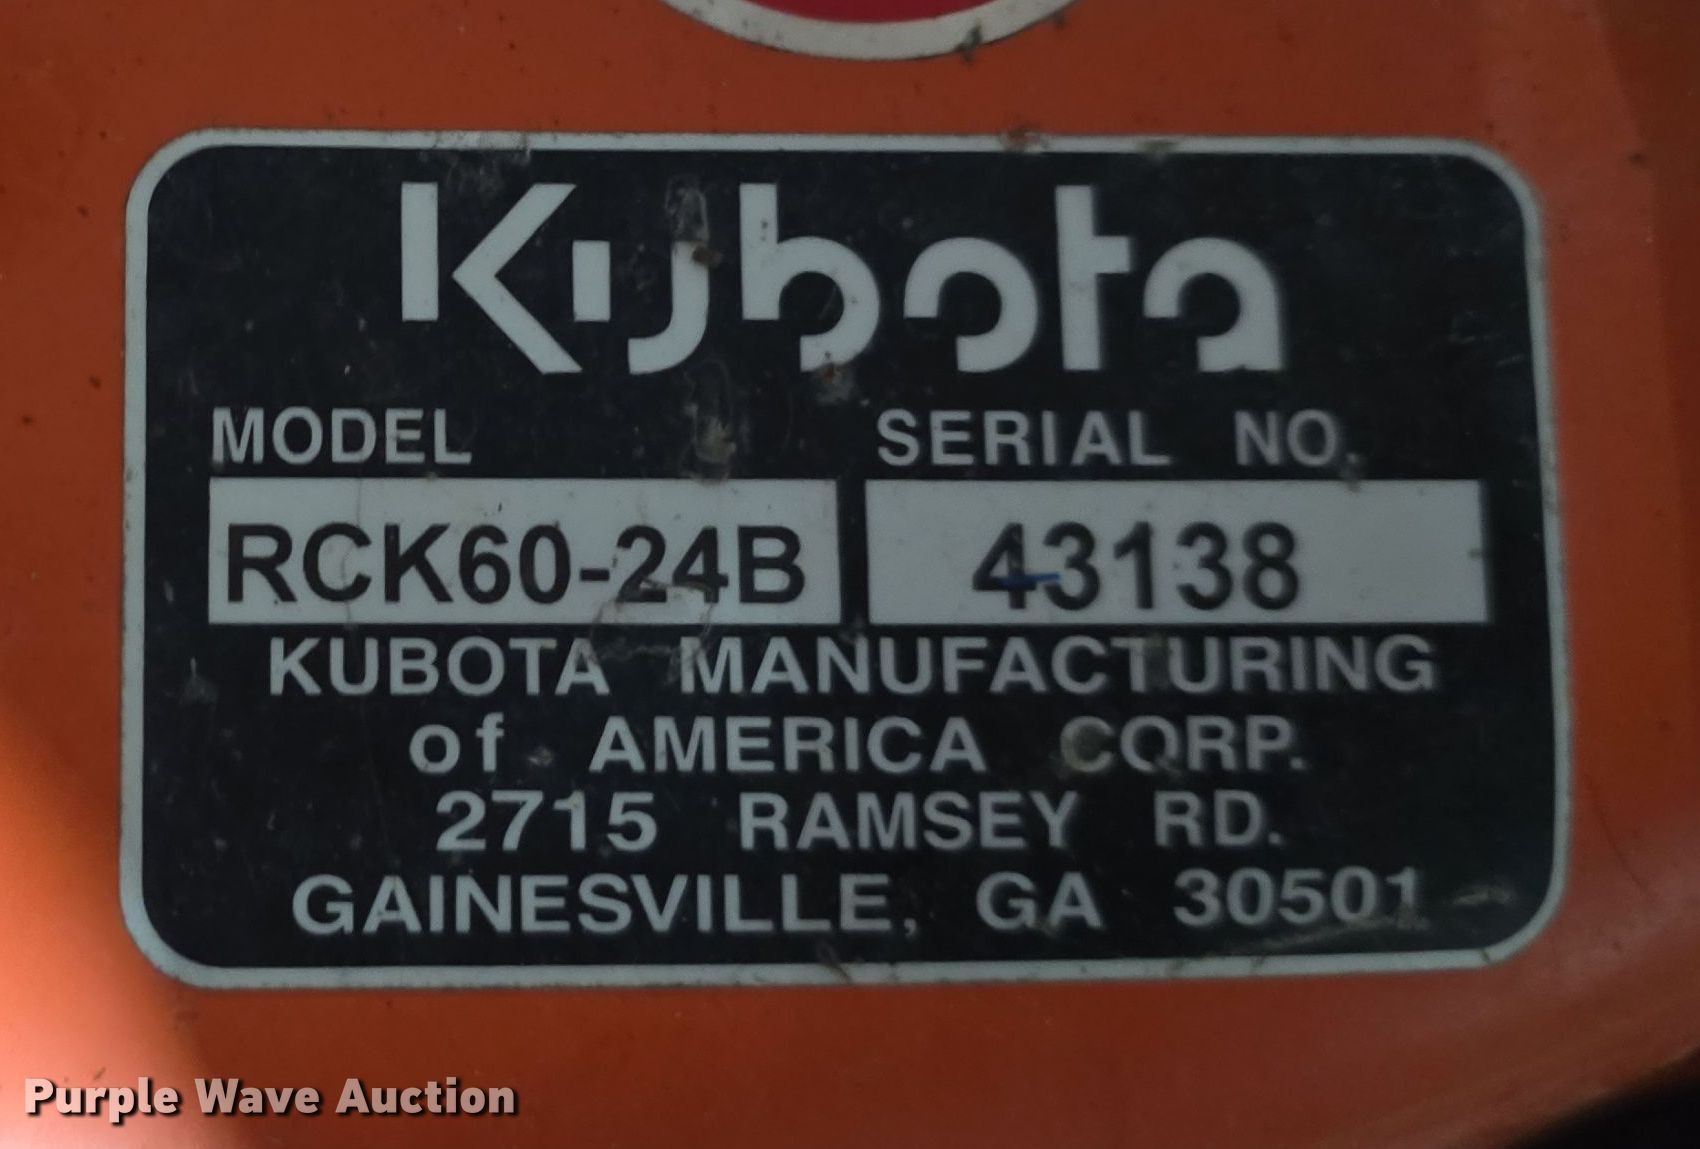 Kubota
MODEL SERIAL NO.
RCK60-24B 43138
KUBOTA MANUFACTURING
of AMERICA CORP.
2715 RAMSEY RD.
GAINESVILLE, GA 30501
Purple Wave Auction